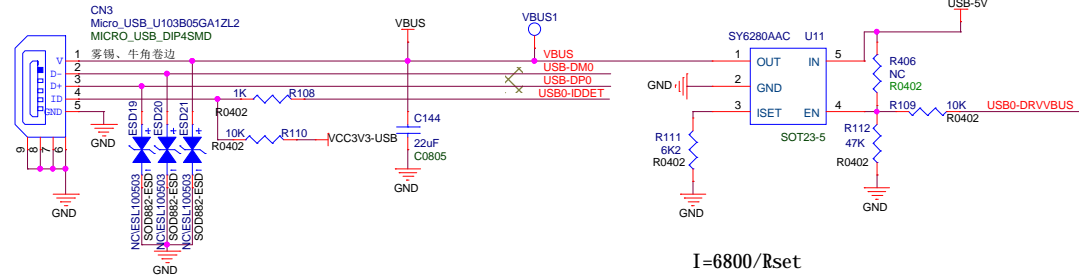 CN3
Micro_USB_U103B05GA1ZL2
MICRO_USB_DIP4SMD
雾锡、牛角卷边
V
D-
D+
ID
GND
1
2
3
4
5
9
8
7
6
GND
GND
1K
R0402
R108
10K
R0402
R110
VCC3V3-USB
ESD19
ESD20
ESD21
NC\ESL100503
SOD882-ESD
NC\ESL100503
SOD882-ESD
NC\ESL100503
SOD882-ESD
GND
VBUS
C144
22uF
C0805
GND
VBUS1
VBUS
USB-DM0
USB-DP0
USB0-IDDET
SY6280AAC
U11
1
OUT
IN
5
2
GND
3
ISET
EN
4
SOT23-5
GND
R111
6K2
R0402
GND
USB-5V
R406
NC
R0402
R109
10K
R0402
USB0-DRVVBUS
R112
47K
R0402
GND
I=6800/Rset